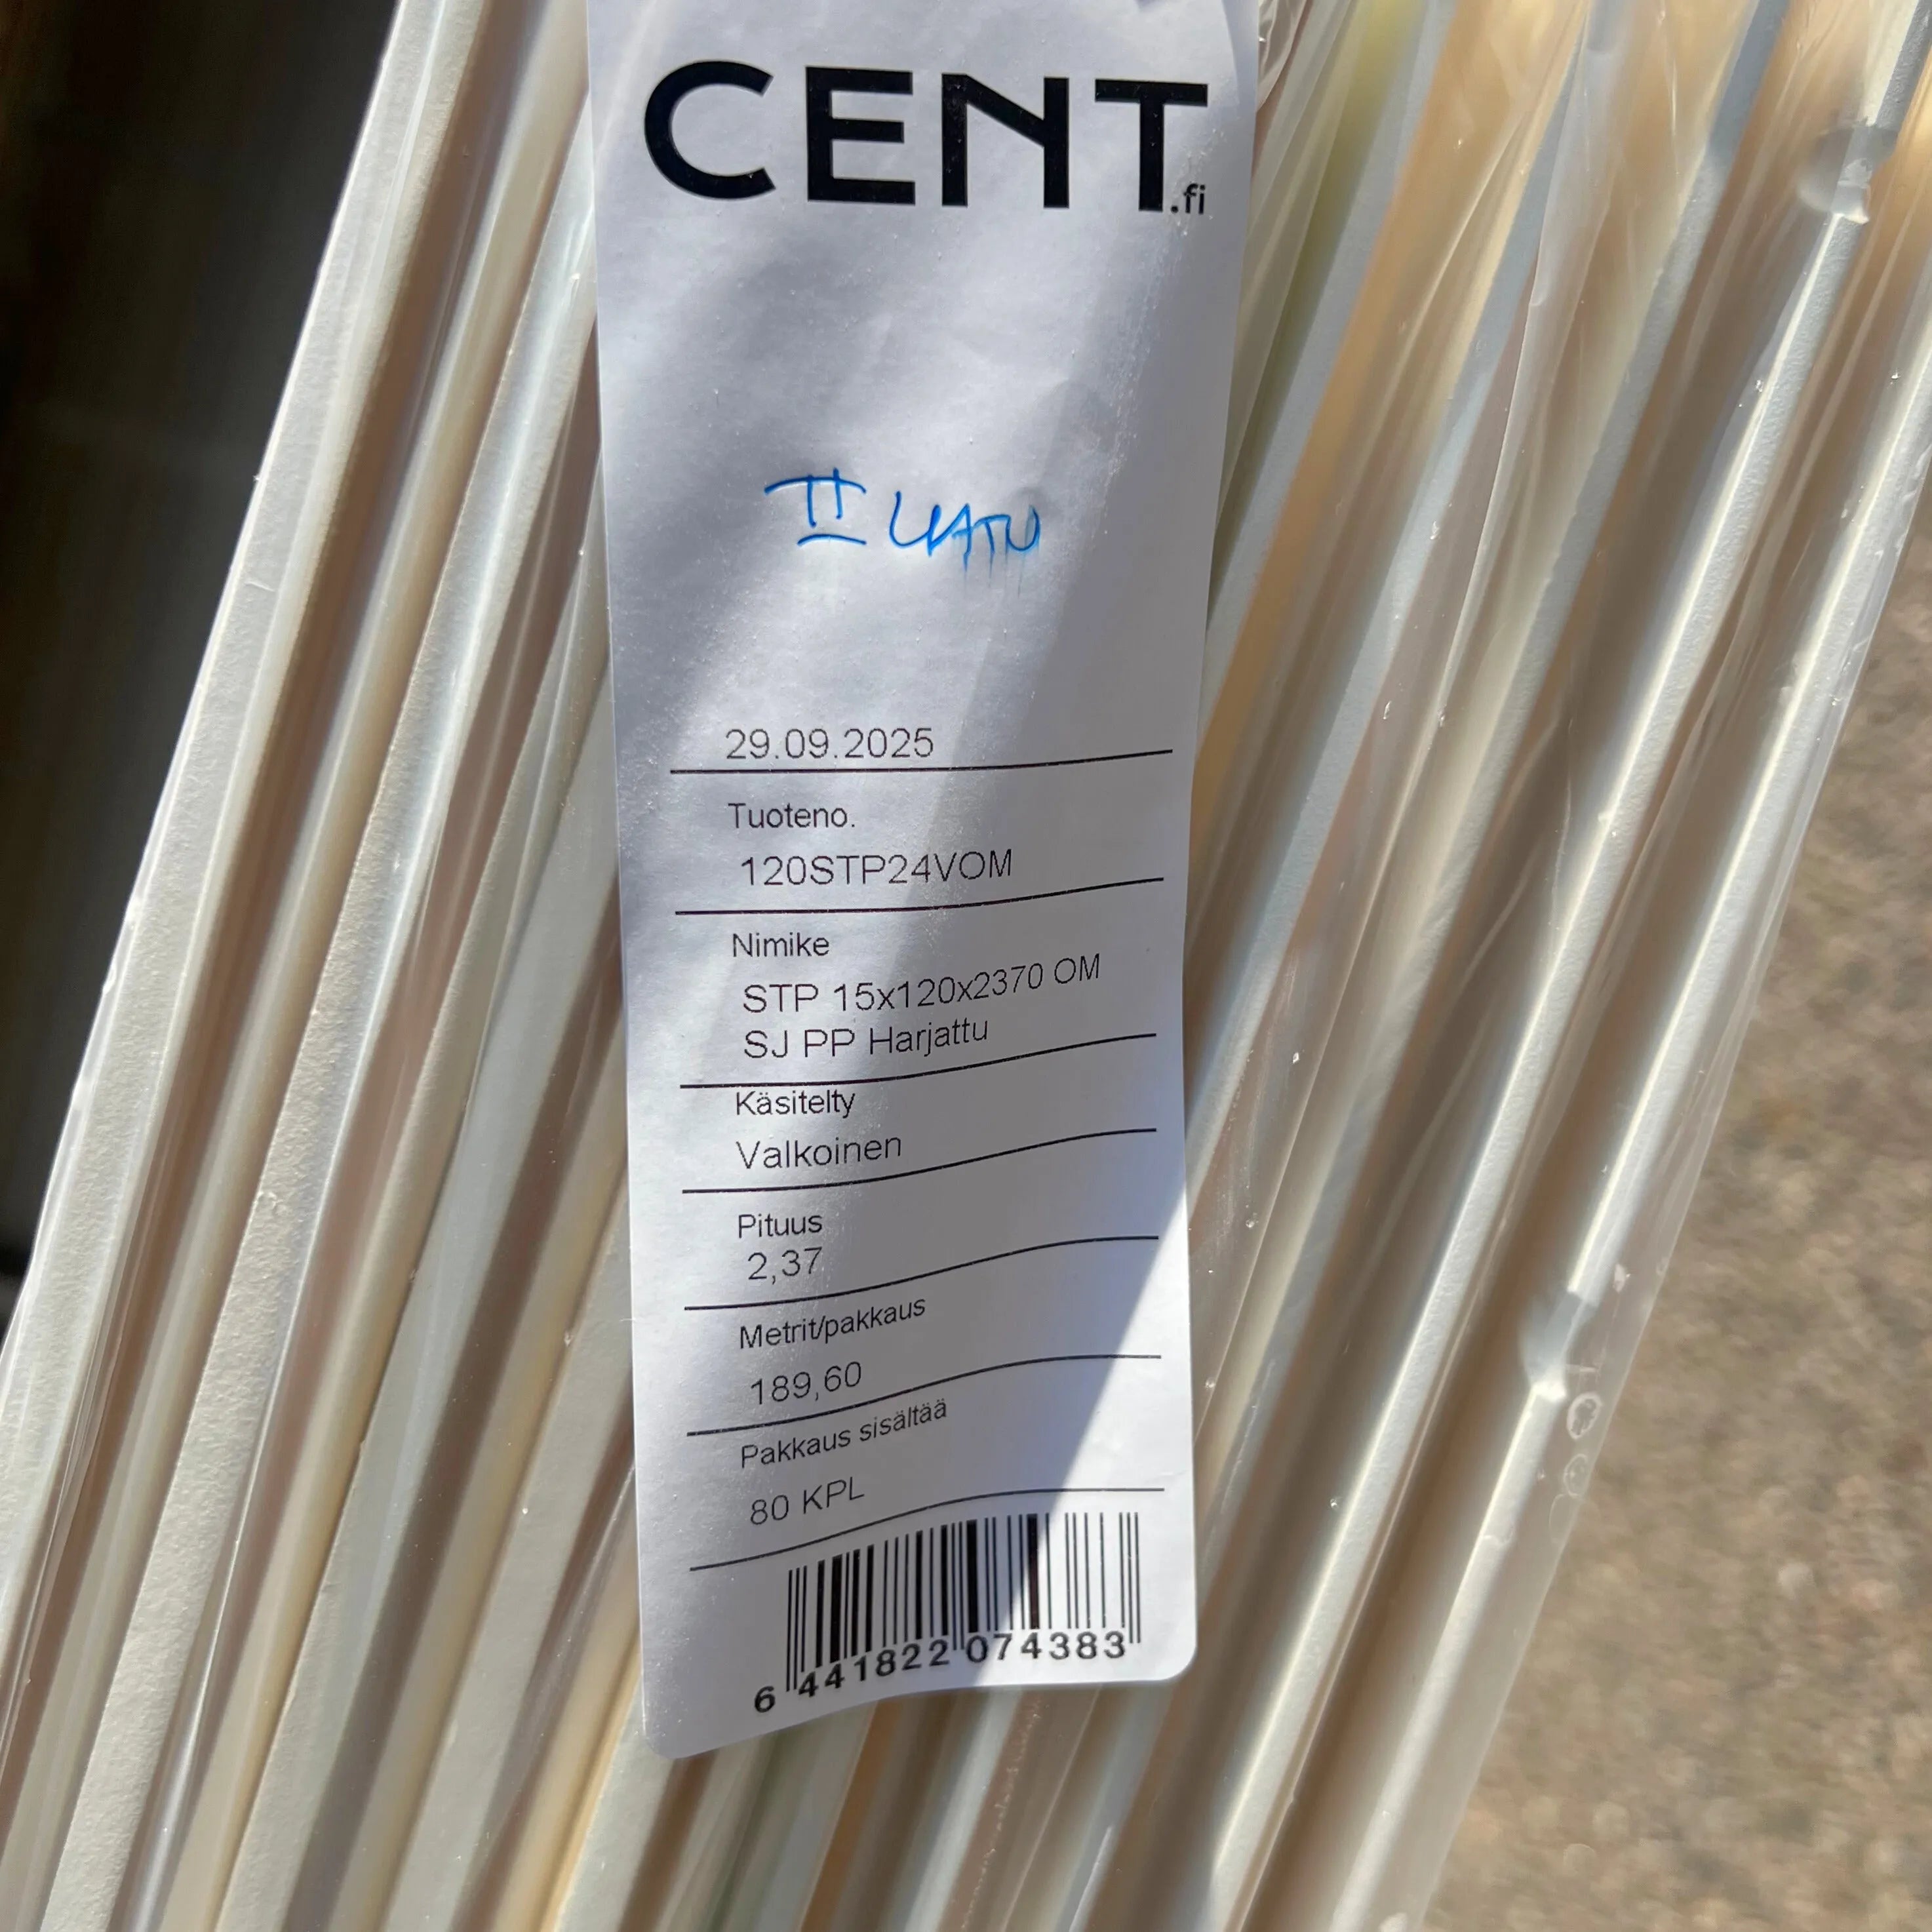 CENT.fi
II LAATU
29.09.2025
Tuoteno.
120STP24VOM
Nimike
STP 15x120x2370 OM
SJ PP Harjattu
Käsitelty
Valkoinen
Pituus
2,37
Metrit/pakkaus
189,60
Pakkaus sisältää
80 KPL
6 441822 074383